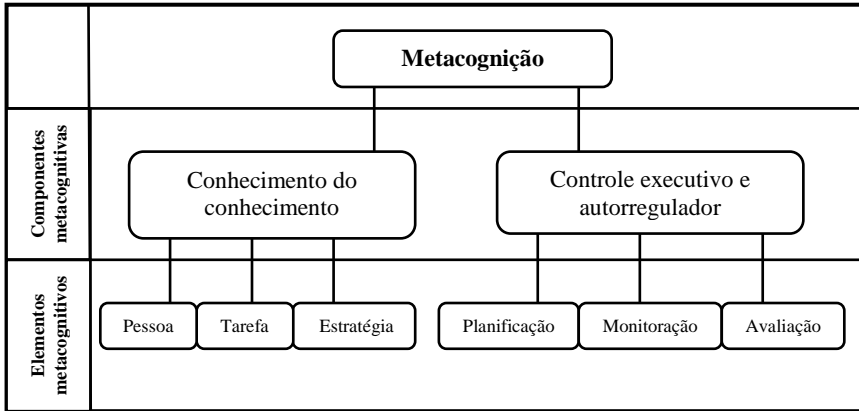 Metacognição
Componentes
metacognitivas
Conhecimento do
conhecimento
Controle executivo e
autorregulador
Elementos
metacognitivos
Pessoa
Tarefa
Estratégia
Planificação
Monitoração
Avaliação